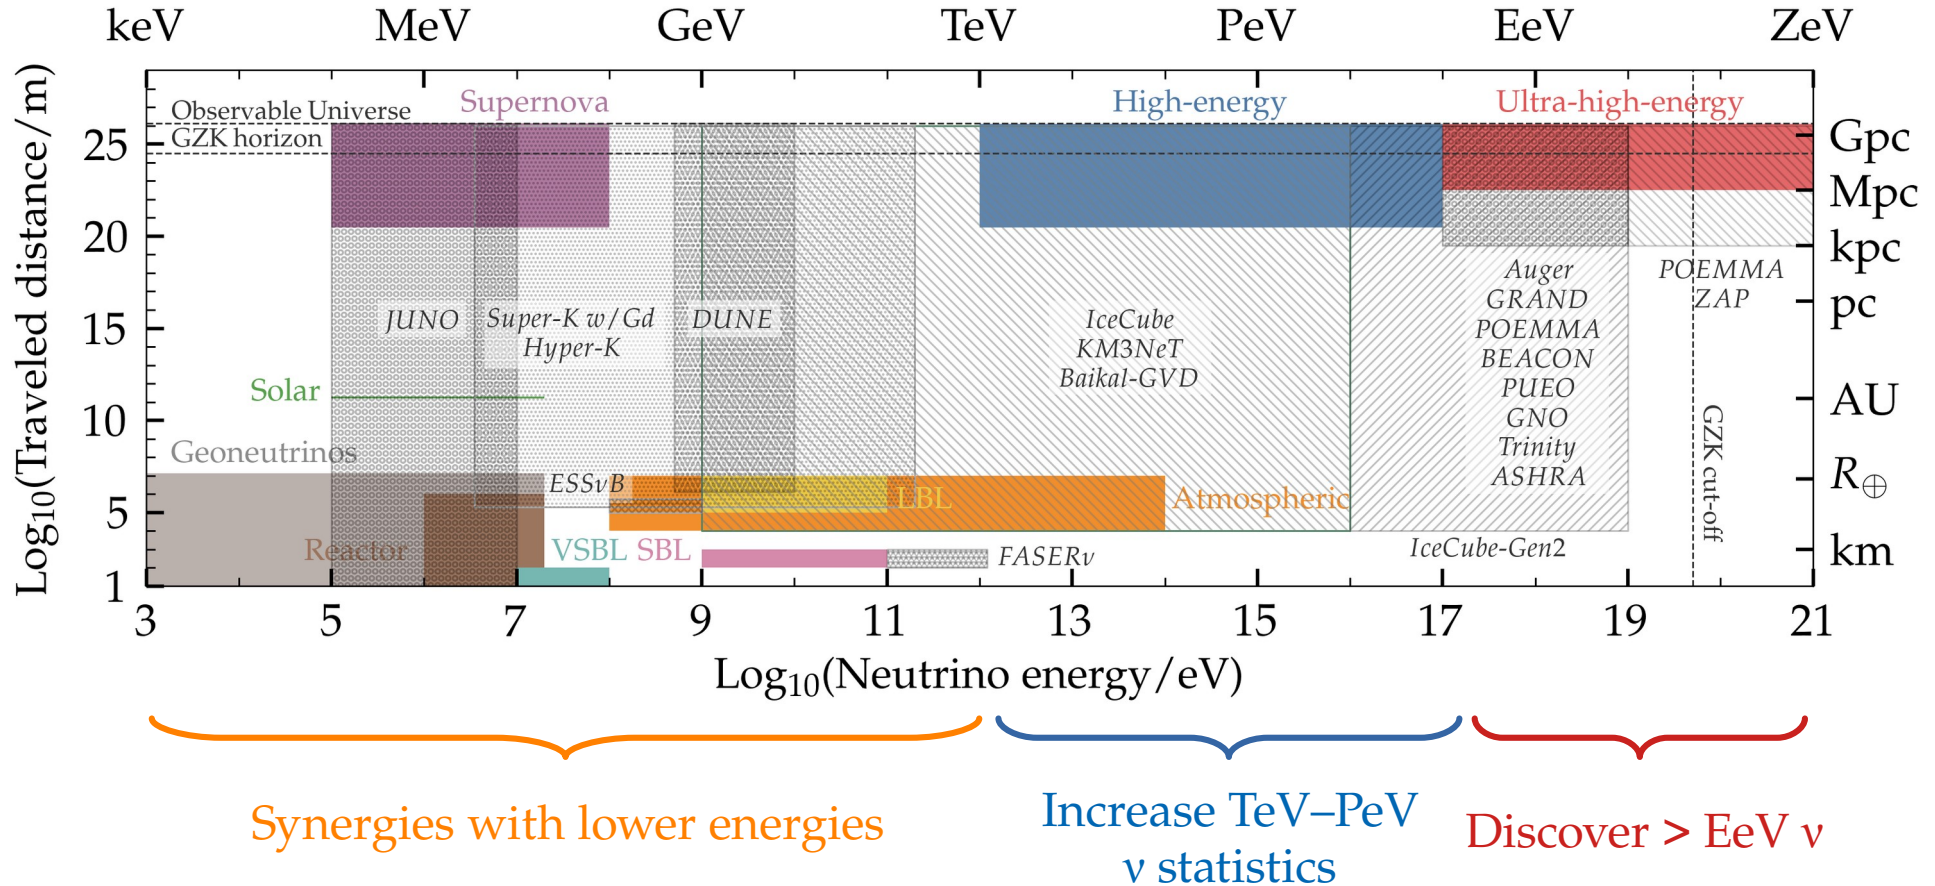 keV MeV GeV TeV PeV EeV ZeV
Log10(Traveled distance/m)
25
20
15
10
5
1
Observable Universe
GZK horizon
Supernova
High-energy
Ultra-high-energy
Gpc
Mpc
kpc
pc
AU
R⊕
km
JUNO
Super-K w/Gd
Hyper-K
DUNE
IceCube
KM3NeT
Baikal-GVD
Auger
GRAND
POEMMA
BEACON
PUEO
GNO
Trinity
ASHRA
POEMMA
ZAP
GZK cut-off
Solar
Geoneutrinos
ESSνB
LBL
Atmospheric
Reactor
VSBL
SBL
FASERν
IceCube-Gen2
3 5 7 9 11 13 15 17 19 21
Log10(Neutrino energy/eV)
Synergies with lower energies
Increase TeV–PeV
ν statistics
Discover > EeV ν